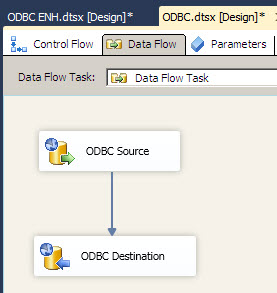 ODBC ENH.dtsx [Design]* ODBC.dtsx [Design]*
Control Flow Data Flow Parameters
Data Flow Task: Data Flow Task
ODBC Source
ODBC Destination